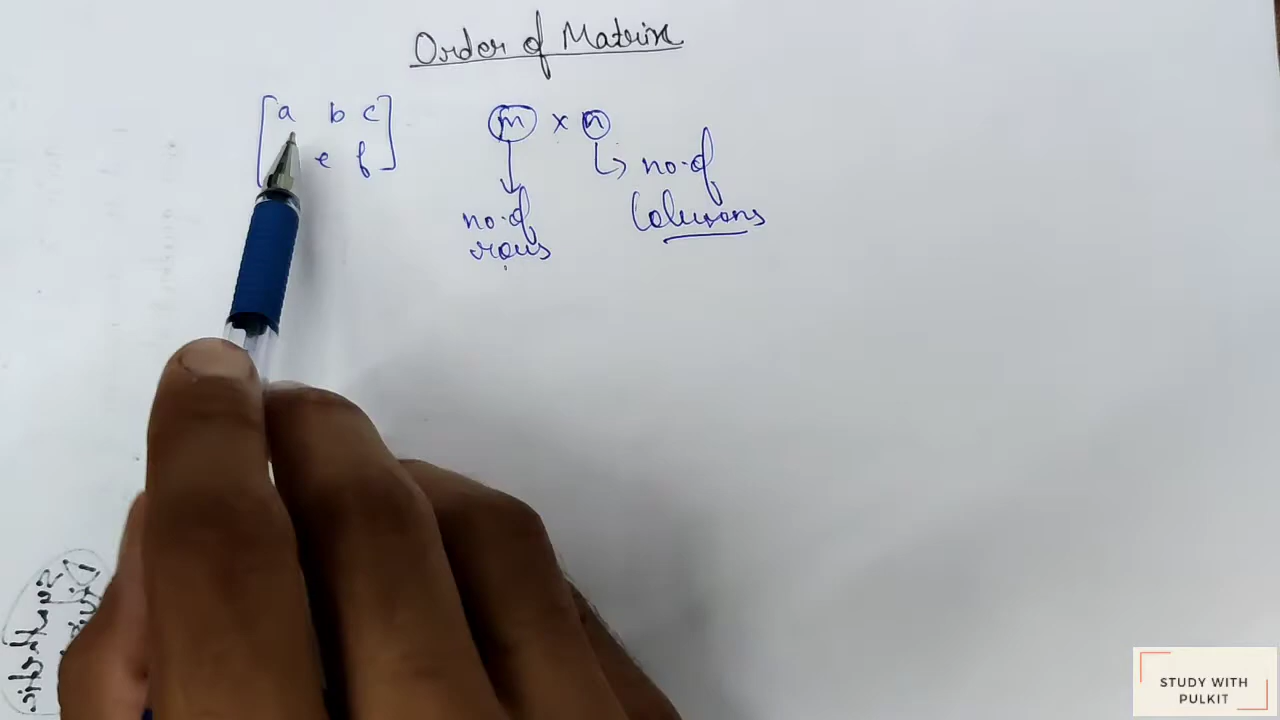 Order of Matrix
[a b c
e f]
m × n
no. of
rows
no. of
Columns
STUDY WITH
PULKIT